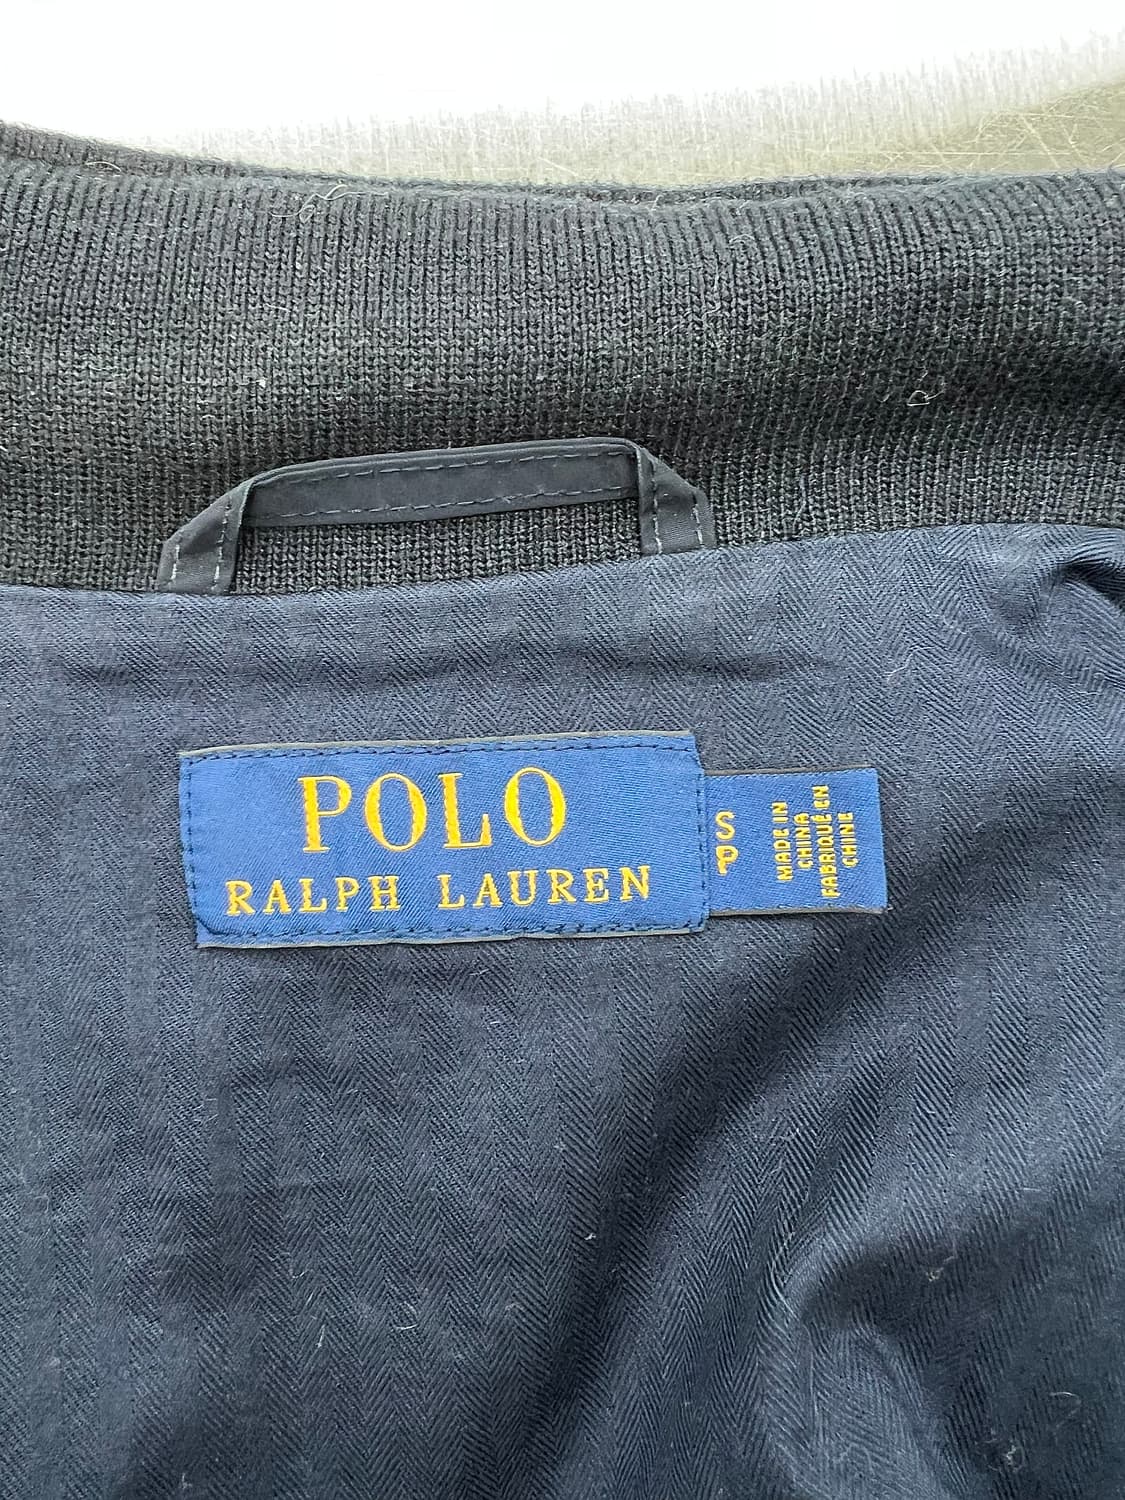 POLO
RALPH LAUREN
S
P
MADE IN
CHINA
FABRIQUÉ EN
CHINE